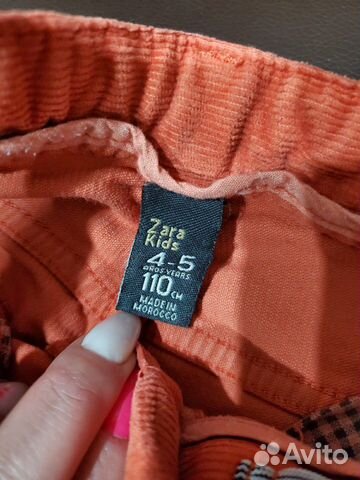 Zara
Kids
4-5
AÑOS-YEARS
110 CM
MADE IN
MOROCCO
Avito